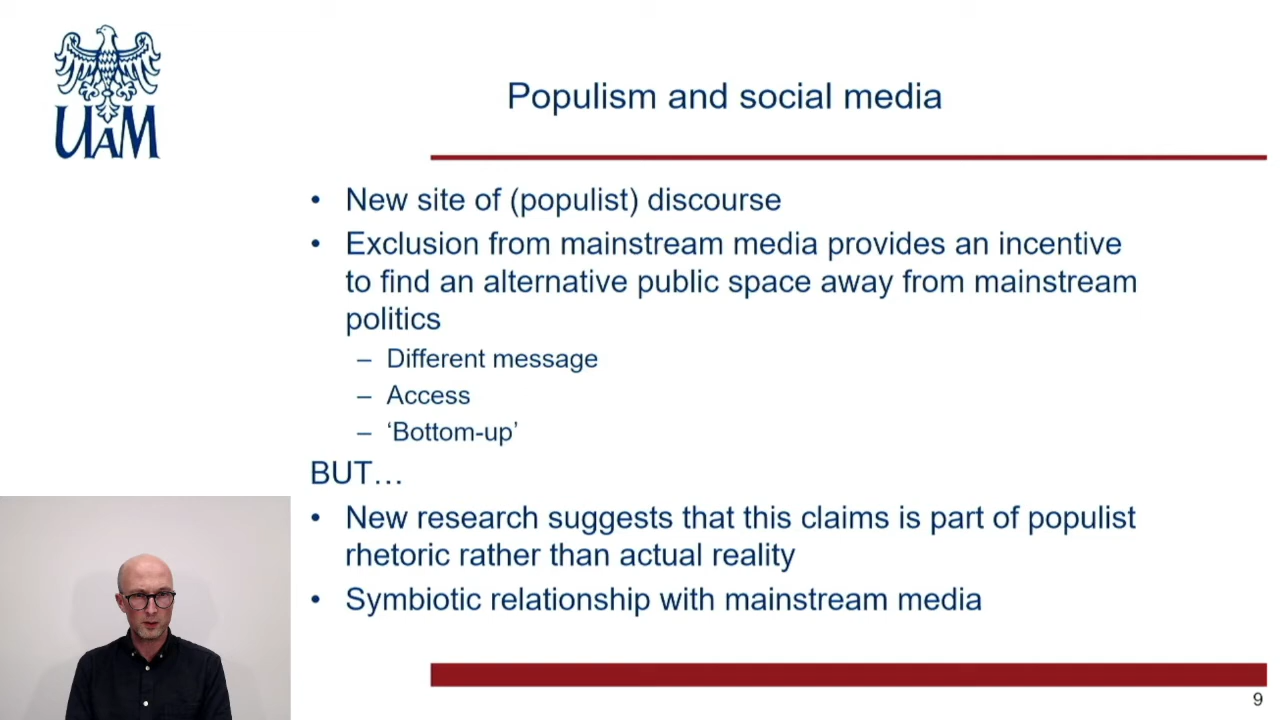 UAM
Populism and social media
• New site of (populist) discourse
• Exclusion from mainstream media provides an incentive
to find an alternative public space away from mainstream
politics
– Different message
– Access
– ‘Bottom-up’
BUT…
• New research suggests that this claims is part of populist
rhetoric rather than actual reality
• Symbiotic relationship with mainstream media
9